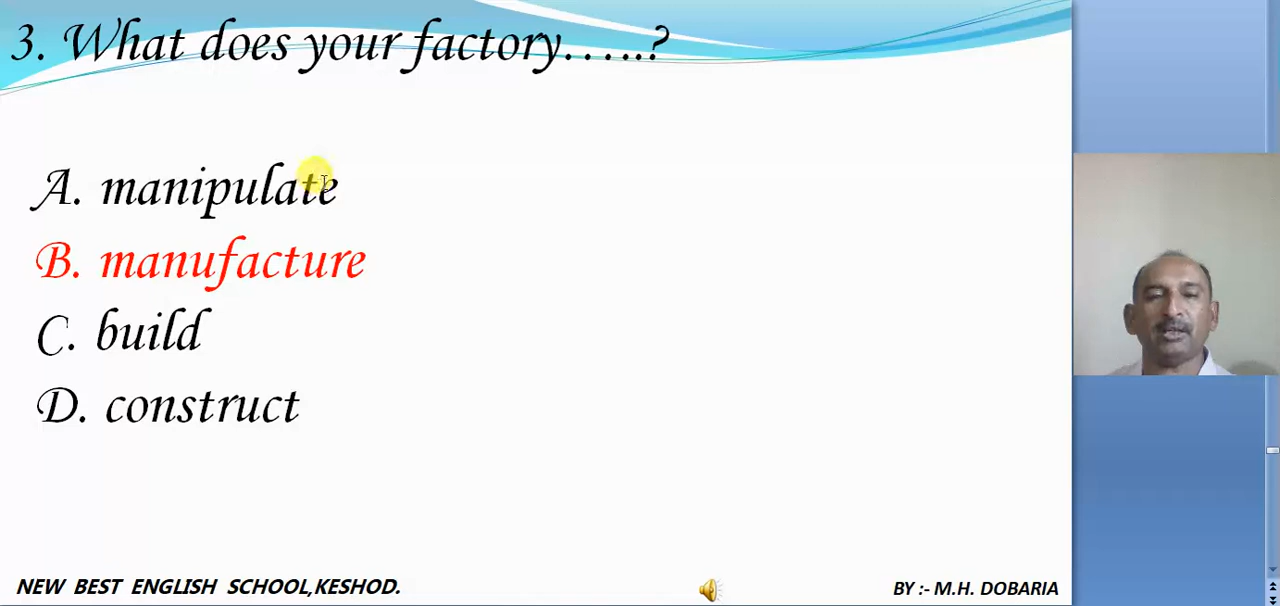 3. What does your factory.....?
A. manipulate
B. manufacture
C. build
D. construct
NEW BEST ENGLISH SCHOOL,KESHOD.
BY :- M.H. DOBARIA